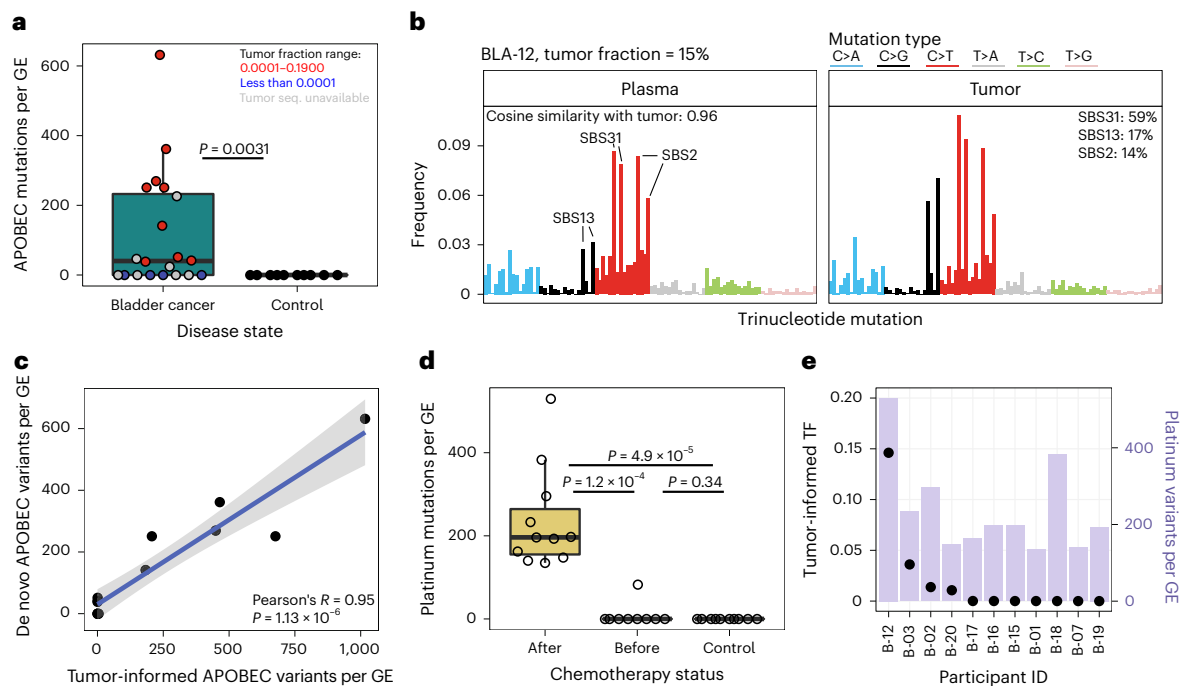 a
APOBEC mutations per GE
600
400
200
0
Tumor fraction range:
0.0001–0.1900
Less than 0.0001
Tumor seq. unavailable
P = 0.0031
Bladder cancer
Control
Disease state
b
BLA-12, tumor fraction = 15%
Mutation type
C>A C>G C>T T>A T>C T>G
Plasma
Tumor
Cosine similarity with tumor: 0.96
SBS31
SBS2
SBS13
SBS31: 59%
SBS13: 17%
SBS2: 14%
Frequency
0.09
0.06
0.03
0
Trinucleotide mutation
c
De novo APOBEC variants per GE
600
400
200
0
Pearson's R = 0.95
P = 1.13 × 10⁻⁶
0 250 500 750 1,000
Tumor-informed APOBEC variants per GE
d
Platinum mutations per GE
400
200
0
P = 4.9 × 10⁻⁵
P = 1.2 × 10⁻⁴
P = 0.34
After Before Control
Chemotherapy status
e
Tumor-informed TF
0.20
0.15
0.10
0.05
0
Platinum variants per GE
400
200
0
B-12
B-03
B-02
B-20
B-17
B-16
B-15
B-01
B-18
B-07
B-19
Participant ID